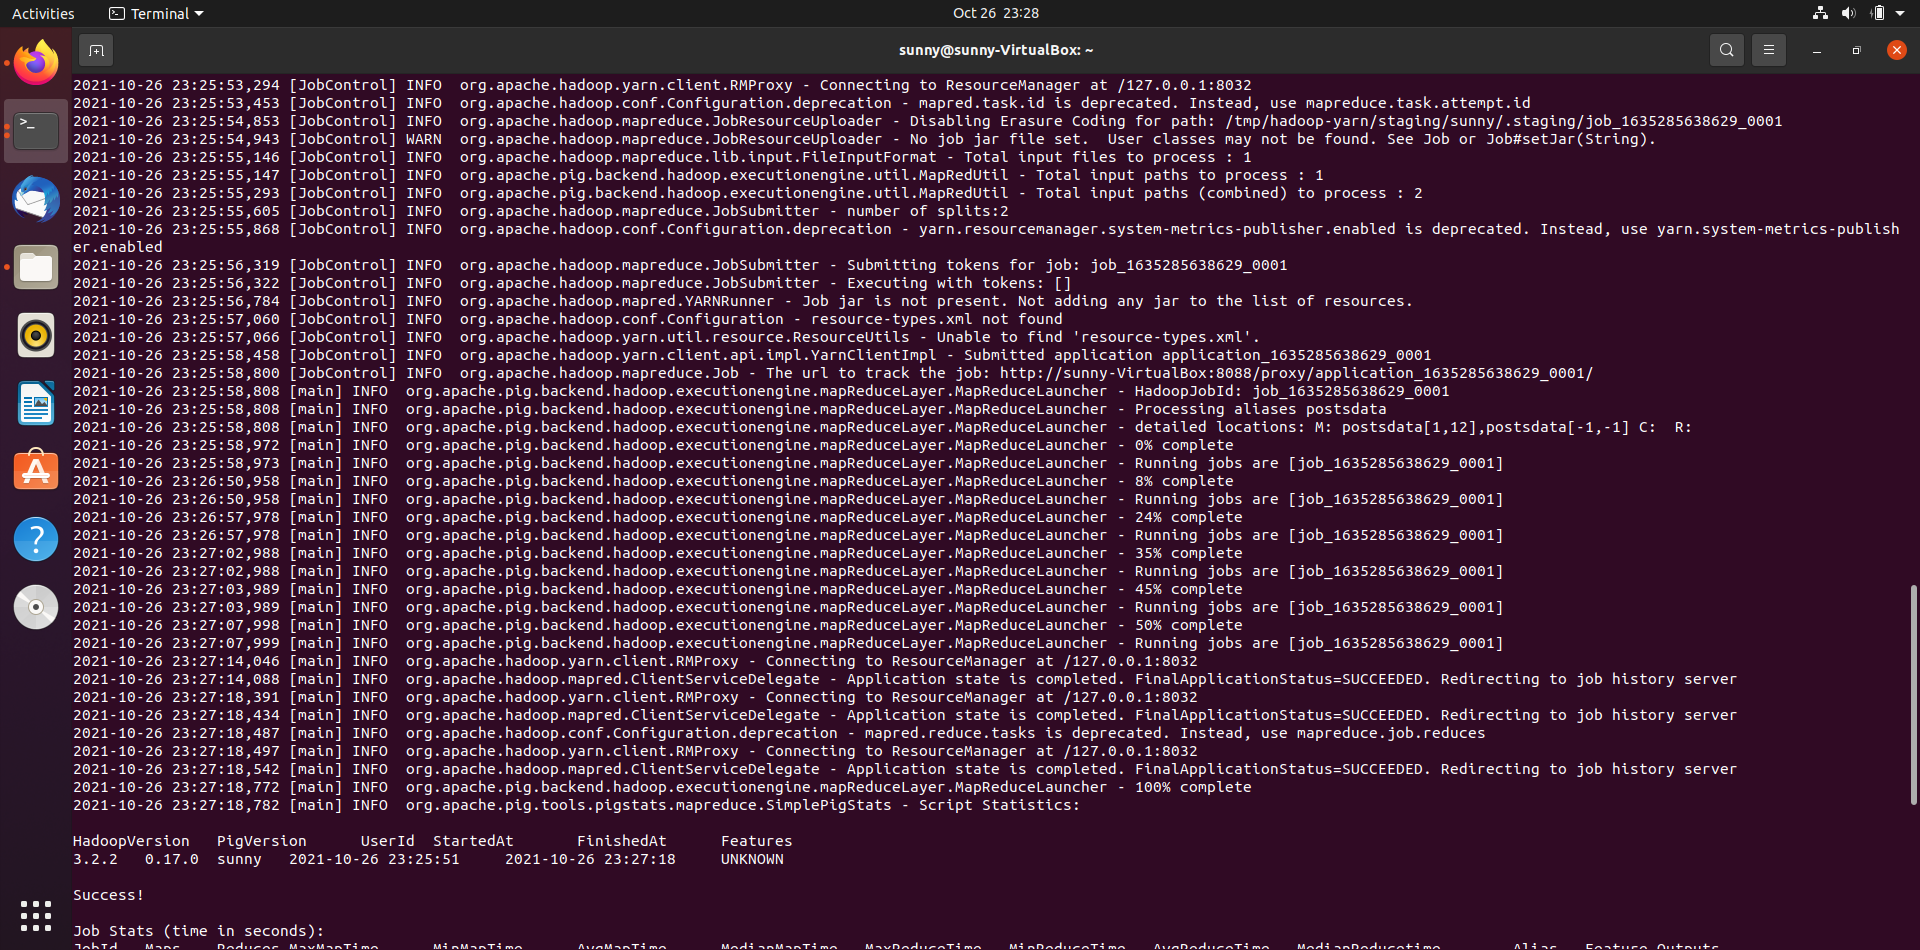 Activities
Terminal
Oct 26 23:28
sunny@sunny-VirtualBox: ~
2021-10-26 23:25:53,294 [JobControl] INFO  org.apache.hadoop.yarn.client.RMProxy - Connecting to ResourceManager at /127.0.0.1:8032
2021-10-26 23:25:53,453 [JobControl] INFO  org.apache.hadoop.conf.Configuration.deprecation - mapred.task.id is deprecated. Instead, use mapreduce.task.attempt.id
2021-10-26 23:25:54,853 [JobControl] INFO  org.apache.hadoop.mapreduce.JobResourceUploader - Disabling Erasure Coding for path: /tmp/hadoop-yarn/staging/sunny/.staging/job_1635285638629_0001
2021-10-26 23:25:54,943 [JobControl] WARN  org.apache.hadoop.mapreduce.JobResourceUploader - No job jar file set.  User classes may not be found. See Job or Job#setJar(String).
2021-10-26 23:25:55,146 [JobControl] INFO  org.apache.hadoop.mapreduce.lib.input.FileInputFormat - Total input files to process : 1
2021-10-26 23:25:55,147 [JobControl] INFO  org.apache.pig.backend.hadoop.executionengine.util.MapRedUtil - Total input paths to process : 1
2021-10-26 23:25:55,293 [JobControl] INFO  org.apache.pig.backend.hadoop.executionengine.util.MapRedUtil - Total input paths (combined) to process : 2
2021-10-26 23:25:55,605 [JobControl] INFO  org.apache.hadoop.mapreduce.JobSubmitter - number of splits:2
2021-10-26 23:25:55,868 [JobControl] INFO  org.apache.hadoop.conf.Configuration.deprecation - yarn.resourcemanager.system-metrics-publisher.enabled is deprecated. Instead, use yarn.system-metrics-publish
er.enabled
2021-10-26 23:25:56,319 [JobControl] INFO  org.apache.hadoop.mapreduce.JobSubmitter - Submitting tokens for job: job_1635285638629_0001
2021-10-26 23:25:56,322 [JobControl] INFO  org.apache.hadoop.mapreduce.JobSubmitter - Executing with tokens: []
2021-10-26 23:25:56,784 [JobControl] INFO  org.apache.hadoop.mapred.YARNRunner - Job jar is not present. Not adding any jar to the list of resources.
2021-10-26 23:25:57,060 [JobControl] INFO  org.apache.hadoop.conf.Configuration - resource-types.xml not found
2021-10-26 23:25:57,066 [JobControl] INFO  org.apache.hadoop.yarn.util.resource.ResourceUtils - Unable to find 'resource-types.xml'.
2021-10-26 23:25:58,458 [JobControl] INFO  org.apache.hadoop.yarn.client.api.impl.YarnClientImpl - Submitted application application_1635285638629_0001
2021-10-26 23:25:58,800 [JobControl] INFO  org.apache.hadoop.mapreduce.Job - The url to track the job: http://sunny-VirtualBox:8088/proxy/application_1635285638629_0001/
2021-10-26 23:25:58,808 [main] INFO  org.apache.pig.backend.hadoop.executionengine.mapReduceLayer.MapReduceLauncher - HadoopJobId: job_1635285638629_0001
2021-10-26 23:25:58,808 [main] INFO  org.apache.pig.backend.hadoop.executionengine.mapReduceLayer.MapReduceLauncher - Processing aliases postsdata
2021-10-26 23:25:58,808 [main] INFO  org.apache.pig.backend.hadoop.executionengine.mapReduceLayer.MapReduceLauncher - detailed locations: M: postsdata[1,12],postsdata[-1,-1] C:  R:
2021-10-26 23:25:58,972 [main] INFO  org.apache.pig.backend.hadoop.executionengine.mapReduceLayer.MapReduceLauncher - 0% complete
2021-10-26 23:25:58,973 [main] INFO  org.apache.pig.backend.hadoop.executionengine.mapReduceLayer.MapReduceLauncher - Running jobs are [job_1635285638629_0001]
2021-10-26 23:26:50,958 [main] INFO  org.apache.pig.backend.hadoop.executionengine.mapReduceLayer.MapReduceLauncher - 8% complete
2021-10-26 23:26:50,958 [main] INFO  org.apache.pig.backend.hadoop.executionengine.mapReduceLayer.MapReduceLauncher - Running jobs are [job_1635285638629_0001]
2021-10-26 23:26:57,978 [main] INFO  org.apache.pig.backend.hadoop.executionengine.mapReduceLayer.MapReduceLauncher - 24% complete
2021-10-26 23:26:57,978 [main] INFO  org.apache.pig.backend.hadoop.executionengine.mapReduceLayer.MapReduceLauncher - Running jobs are [job_1635285638629_0001]
2021-10-26 23:27:02,988 [main] INFO  org.apache.pig.backend.hadoop.executionengine.mapReduceLayer.MapReduceLauncher - 35% complete
2021-10-26 23:27:02,988 [main] INFO  org.apache.pig.backend.hadoop.executionengine.mapReduceLayer.MapReduceLauncher - Running jobs are [job_1635285638629_0001]
2021-10-26 23:27:03,989 [main] INFO  org.apache.pig.backend.hadoop.executionengine.mapReduceLayer.MapReduceLauncher - 45% complete
2021-10-26 23:27:03,989 [main] INFO  org.apache.pig.backend.hadoop.executionengine.mapReduceLayer.MapReduceLauncher - Running jobs are [job_1635285638629_0001]
2021-10-26 23:27:07,998 [main] INFO  org.apache.pig.backend.hadoop.executionengine.mapReduceLayer.MapReduceLauncher - 50% complete
2021-10-26 23:27:07,999 [main] INFO  org.apache.pig.backend.hadoop.executionengine.mapReduceLayer.MapReduceLauncher - Running jobs are [job_1635285638629_0001]
2021-10-26 23:27:14,046 [main] INFO  org.apache.hadoop.yarn.client.RMProxy - Connecting to ResourceManager at /127.0.0.1:8032
2021-10-26 23:27:14,088 [main] INFO  org.apache.hadoop.mapred.ClientServiceDelegate - Application state is completed. FinalApplicationStatus=SUCCEEDED. Redirecting to job history server
2021-10-26 23:27:18,391 [main] INFO  org.apache.hadoop.yarn.client.RMProxy - Connecting to ResourceManager at /127.0.0.1:8032
2021-10-26 23:27:18,434 [main] INFO  org.apache.hadoop.mapred.ClientServiceDelegate - Application state is completed. FinalApplicationStatus=SUCCEEDED. Redirecting to job history server
2021-10-26 23:27:18,487 [main] INFO  org.apache.hadoop.conf.Configuration.deprecation - mapred.reduce.tasks is deprecated. Instead, use mapreduce.job.reduces
2021-10-26 23:27:18,497 [main] INFO  org.apache.hadoop.yarn.client.RMProxy - Connecting to ResourceManager at /127.0.0.1:8032
2021-10-26 23:27:18,542 [main] INFO  org.apache.hadoop.mapred.ClientServiceDelegate - Application state is completed. FinalApplicationStatus=SUCCEEDED. Redirecting to job history server
2021-10-26 23:27:18,772 [main] INFO  org.apache.pig.backend.hadoop.executionengine.mapReduceLayer.MapReduceLauncher - 100% complete
2021-10-26 23:27:18,782 [main] INFO  org.apache.pig.tools.pigstats.mapreduce.SimplePigStats - Script Statistics:
HadoopVersion PigVersion UserId StartedAt FinishedAt Features
3.2.2 0.17.0 sunny 2021-10-26 23:25:51 2021-10-26 23:27:18 UNKNOWN
Success!
Job Stats (time in seconds):
JobId Maps Reduces MaxMapTime MinMapTime AvgMapTime MedianMapTime MaxReduceTime MinReduceTime AvgReduceTime MedianReducetime Alias Feature Outputs